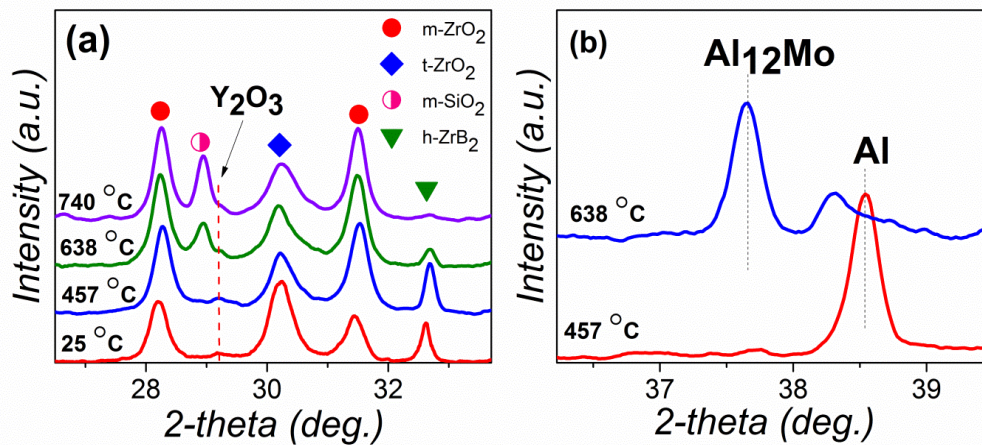 (a)
m-ZrO₂
t-ZrO₂
m-SiO₂
h-ZrB₂
Y₂O₃
740 °C
638 °C
457 °C
25 °C
28 30 32
2-theta (deg.)
Intensity (a.u.)
(b)
Al₁₂Mo
Al
638 °C
457 °C
37 38 39
2-theta (deg.)
Intensity (a.u.)